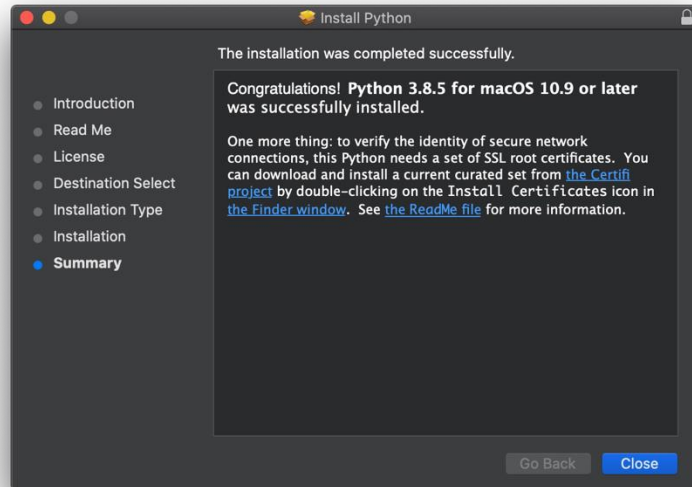 Install Python
The installation was completed successfully.
Introduction
Read Me
License
Destination Select
Installation Type
Installation
Summary
Congratulations! Python 3.8.5 for macOS 10.9 or later
was successfully installed.
One more thing: to verify the identity of secure network
connections, this Python needs a set of SSL root certificates. You
can download and install a current curated set from the Certifi
project by double-clicking on the Install Certificates icon in
the Finder window. See the ReadMe file for more information.
Go Back
Close